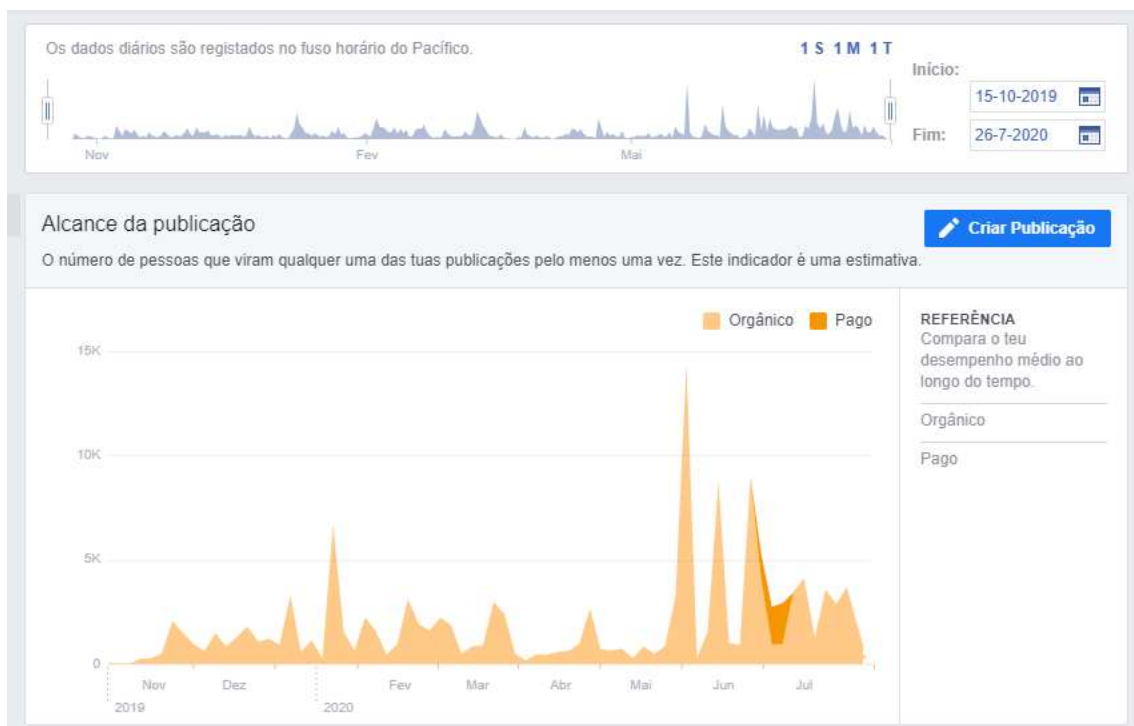 Os dados diários são registados no fuso horário do Pacífico.
1 S 1 M 1 T
Início:
15-10-2019
Fim:
26-7-2020
Nov Fev Mai
Alcance da publicação
Criar Publicação
O número de pessoas que viram qualquer uma das tuas publicações pelo menos uma vez. Este indicador é uma estimativa.
Orgânico Pago
15K
10K
5K
0
Nov Dez Fev Mar Abr Mai Jun Jul
2019 2020
REFERÊNCIA
Compara o teu
desempenho médio ao
longo do tempo.
Orgânico
Pago